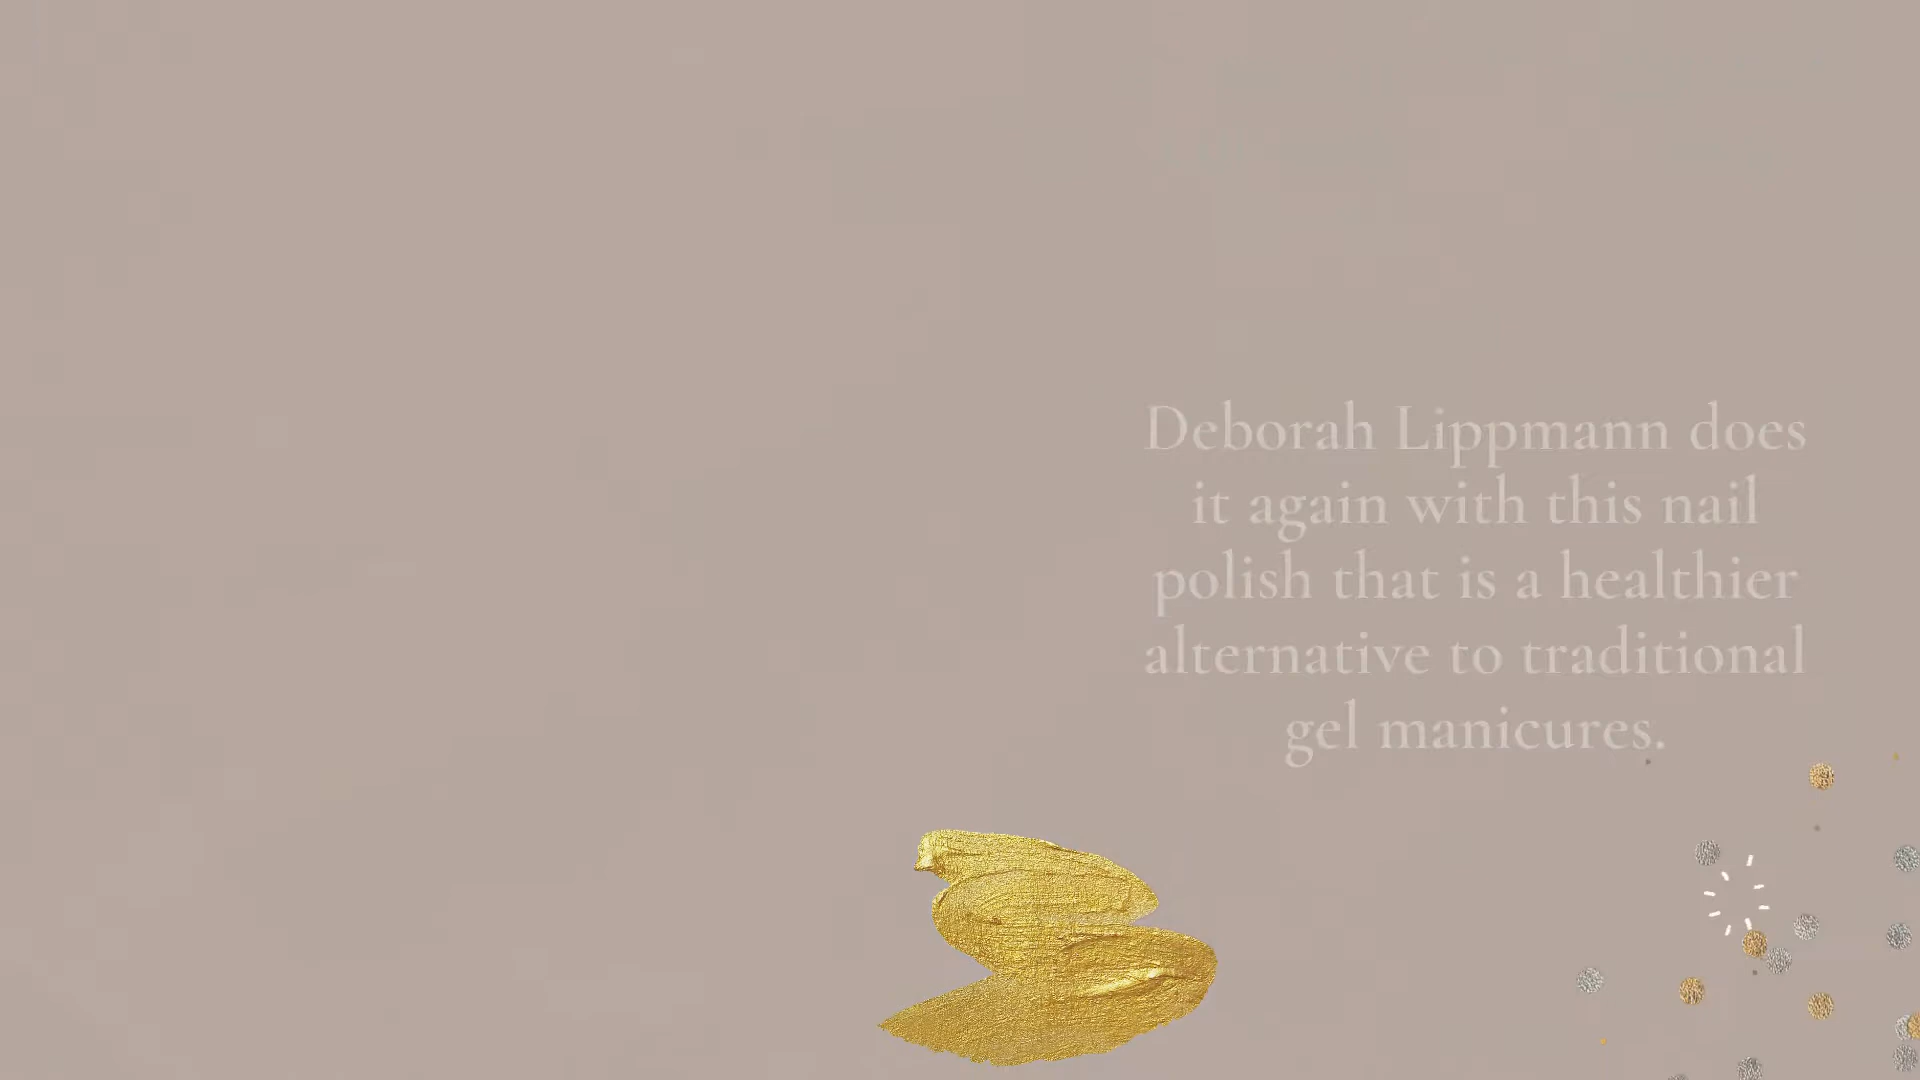 Deborah Lippmann does
it again with this nail
polish that is a healthier
alternative to traditional
gel manicures.